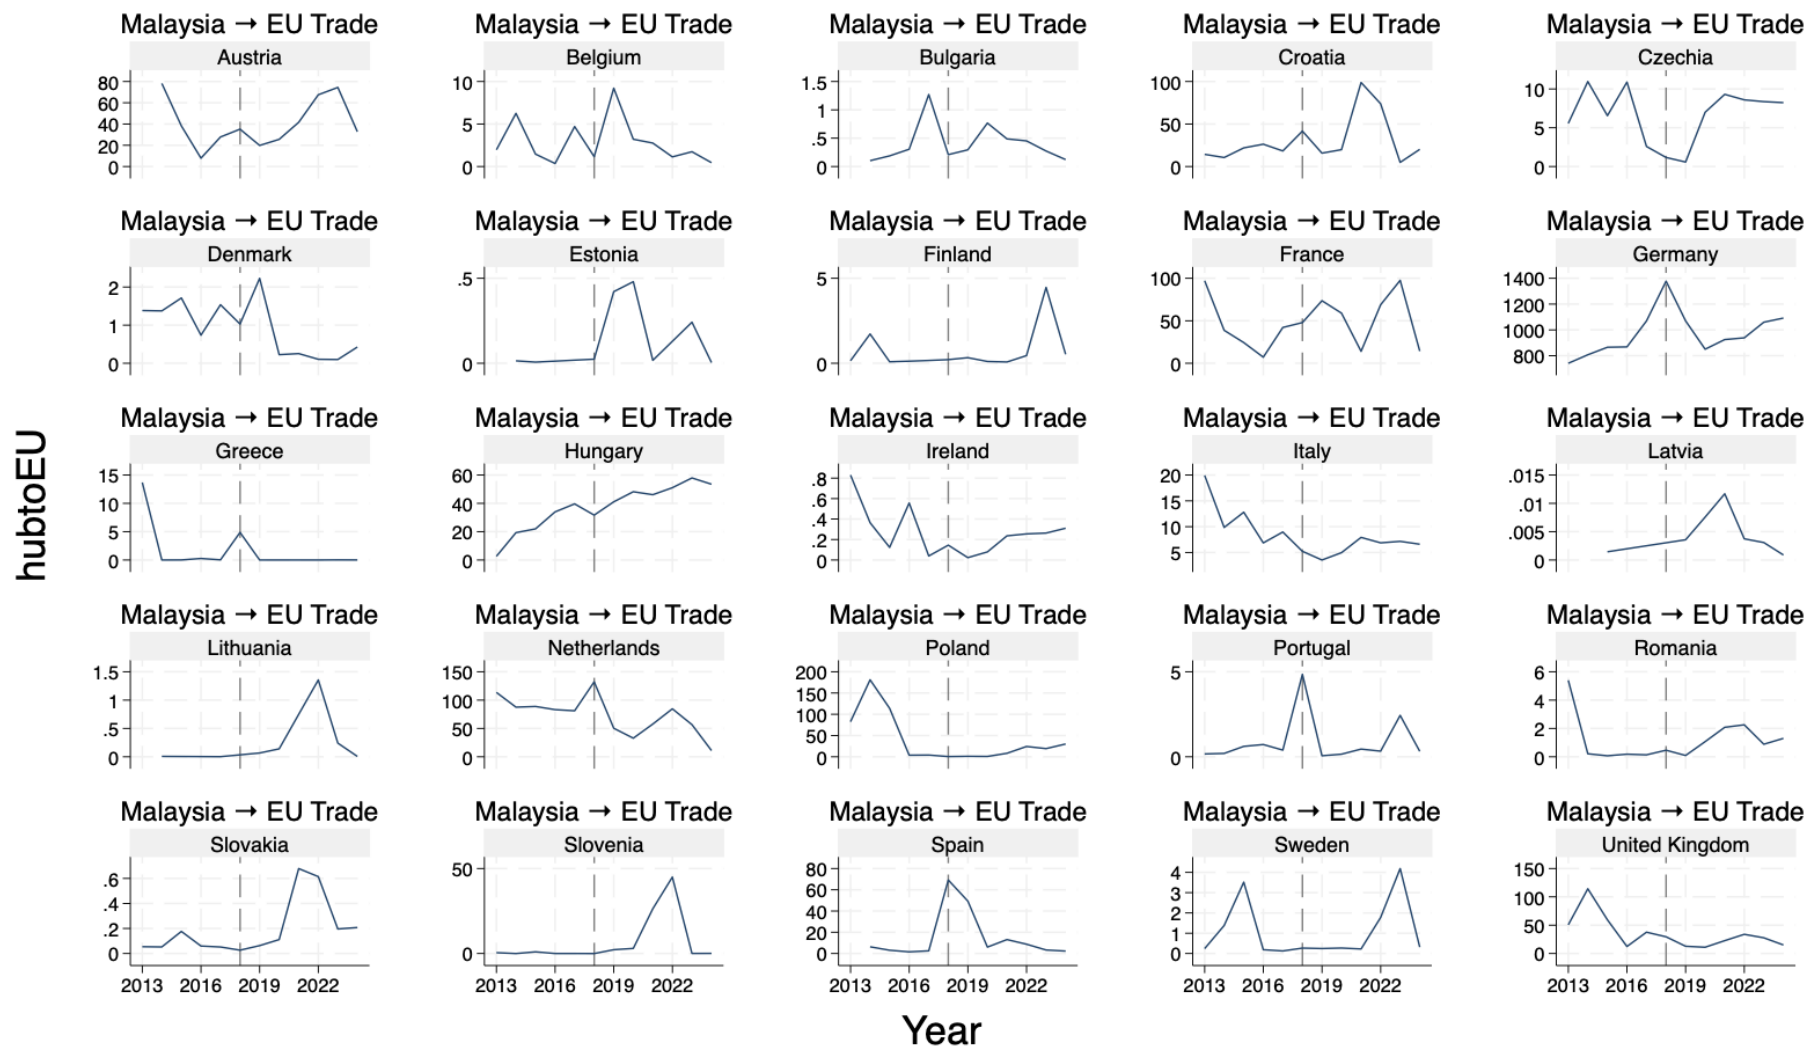 Malaysia → EU Trade Malaysia → EU Trade Malaysia → EU Trade Malaysia → EU Trade Malaysia → EU Trade
Austria Belgium Bulgaria Croatia Czechia
80 60 40 20 0
10 5 0
1.5 1 .5 0
100 50 0
10 5 0
Malaysia → EU Trade Malaysia → EU Trade Malaysia → EU Trade Malaysia → EU Trade Malaysia → EU Trade
Denmark Estonia Finland France Germany
2 1 0
.5 0
5 0
100 50 0
1400 1200 1000 800
hubtoEU
Malaysia → EU Trade Malaysia → EU Trade Malaysia → EU Trade Malaysia → EU Trade Malaysia → EU Trade
Greece Hungary Ireland Italy Latvia
15 10 5 0
60 40 20 0
.8 .6 .4 .2 0
20 15 10 5
.015 .01 .005 0
Malaysia → EU Trade Malaysia → EU Trade Malaysia → EU Trade Malaysia → EU Trade Malaysia → EU Trade
Lithuania Netherlands Poland Portugal Romania
1.5 1 .5 0
150 100 50 0
200 150 100 50 0
5 0
6 4 2 0
Malaysia → EU Trade Malaysia → EU Trade Malaysia → EU Trade Malaysia → EU Trade Malaysia → EU Trade
Slovakia Slovenia Spain Sweden United Kingdom
.6 .4 .2 0
50 0
80 60 40 20 0
4 3 2 1 0
150 100 50 0
2013 2016 2019 2022 2013 2016 2019 2022 2013 2016 2019 2022 2013 2016 2019 2022 2013 2016 2019 2022
Year